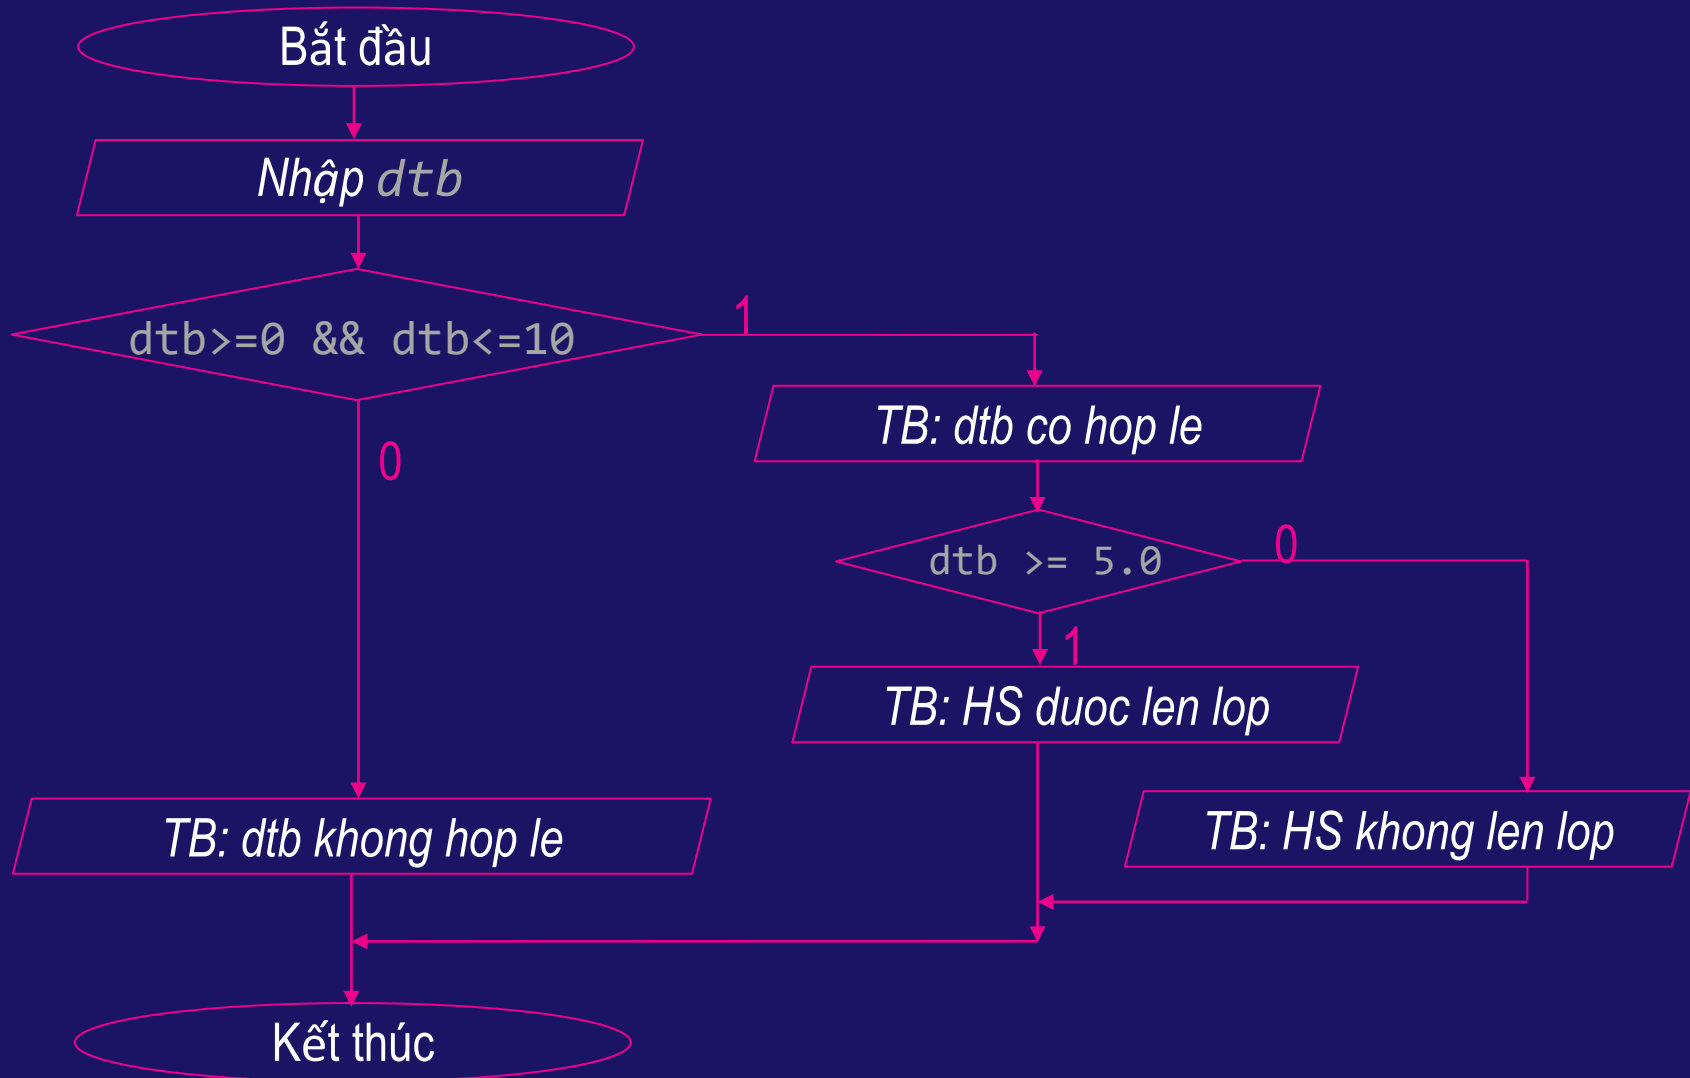 Bắt đầu
Nhập dtb
dtb>=0 && dtb<=10
1
0
TB: dtb co hop le
dtb >= 5.0
0
1
TB: HS duoc len lop
TB: dtb khong hop le
TB: HS khong len lop
Kết thúc